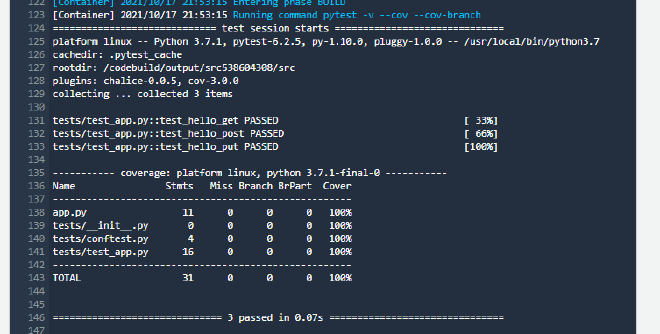 122 [Container] 2021/10/17 21:53:15 Entering phase BUILD
123 [Container] 2021/10/17 21:53:15 Running command pytest -v --cov --cov-branch
124 ============================= test session starts ==============================
125 platform linux -- Python 3.7.1, pytest-6.2.5, py-1.10.0, pluggy-1.0.0 -- /usr/local/bin/python3.7
126 cachedir: .pytest_cache
127 rootdir: /codebuild/output/src538604308/src
128 plugins: chalice-0.0.5, cov-3.0.0
129 collecting ... collected 3 items
130
131 tests/test_app.py::test_hello_get PASSED [ 33%]
132 tests/test_app.py::test_hello_post PASSED [ 66%]
133 tests/test_app.py::test_hello_put PASSED [100%]
134
135 ----------- coverage: platform linux, python 3.7.1-final-0 -----------
136 Name Stmts Miss Branch BrPart Cover
137 ------------------------------------------------------
138 app.py 11 0 0 0 100%
139 tests/__init__.py 0 0 0 0 100%
140 tests/conftest.py 4 0 0 0 100%
141 tests/test_app.py 16 0 0 0 100%
142 ------------------------------------------------------
143 TOTAL 31 0 0 0 100%
144
145
146 ============================== 3 passed in 0.07s ===============================
147